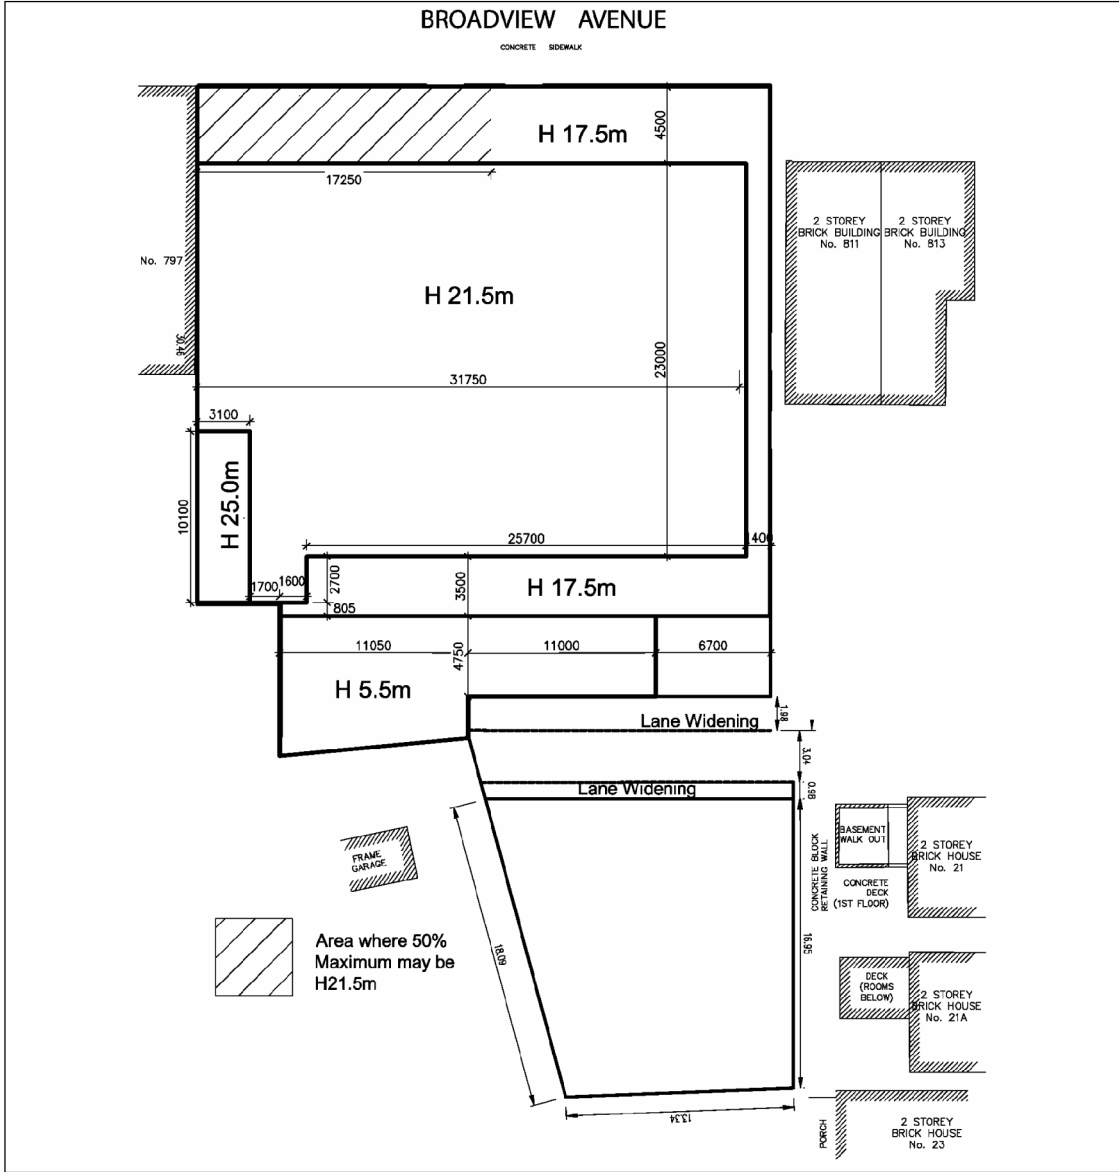 BROADVIEW AVENUE
CONCRETE SIDEWALK
H 17.5m
4500
17250
2 STOREY
BRICK BUILDING
No. 811
2 STOREY
BRICK BUILDING
No. 813
No. 797
H 21.5m
30.46
23000
31750
3100
10100
H 25.0m
25700
400
1700
1600
2700
3500
H 17.5m
805
11050
4750
11000
6700
H 5.5m
1.98
Lane Widening
3.04
0.98
Lane Widening
BASEMENT
WALK OUT
CONCRETE BLOCK
RETAINING WALL
2 STOREY
BRICK HOUSE
No. 21
CONCRETE
DECK
(1ST FLOOR)
FRAME
GARAGE
Area where 50%
Maximum may be
H21.5m
18.09
16.95
DECK
(ROOMS
BELOW)
2 STOREY
BRICK HOUSE
No. 21A
13.34
PORCH
2 STOREY
BRICK HOUSE
No. 23